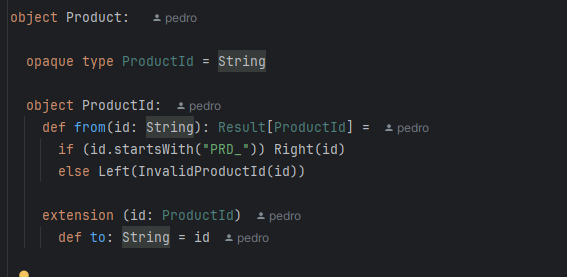 object Product: pedro
opaque type ProductId = String
object ProductId: pedro
def from(id: String): Result[ProductId] = pedro
if (id.startsWith("PRD_")) Right(id)
else Left(InvalidProductId(id))
extension (id: ProductId) pedro
def to: String = id pedro